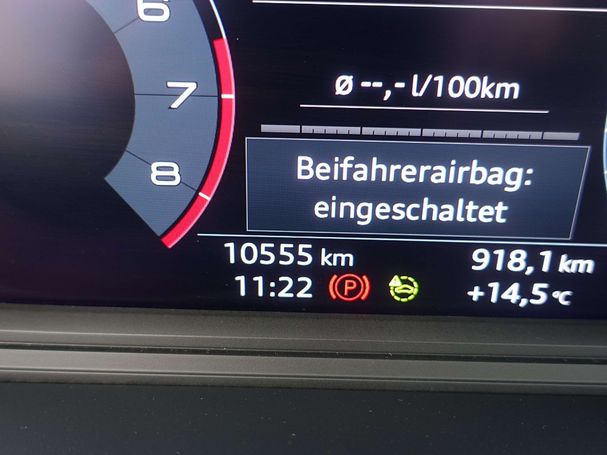 6
7
8
ø --,- l/100km
Beifahrerairbag:
eingeschaltet
10555 km
918,1 km
11:22 (P)
+14,5 °C